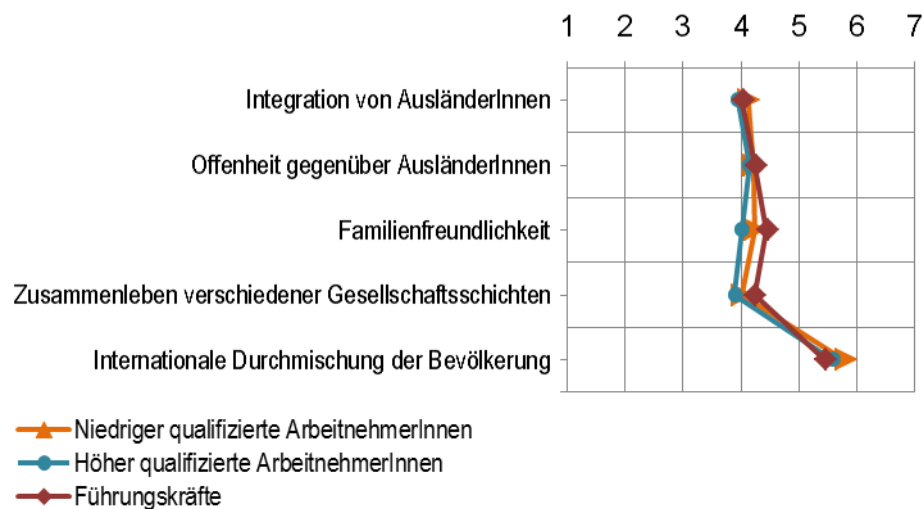 1 2 3 4 5 6 7
Integration von AusländerInnen
Offenheit gegenüber AusländerInnen
Familienfreundlichkeit
Zusammenleben verschiedener Gesellschaftsschichten
Internationale Durchmischung der Bevölkerung
Niedriger qualifizierte ArbeitnehmerInnen
Höher qualifizierte ArbeitnehmerInnen
Führungskräfte